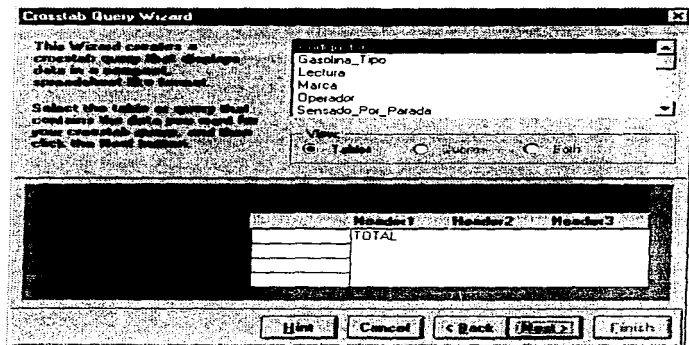 Crosstab Query Wizard
This Wizard creates a
crosstab query that displays
data in a
spreadsheet-like format.
Select the table or query that
contains the data you want for
your crosstab query, and then
click the Next button.
Gasolina_Tipo
Lectura
Marca
Operador
Sensado_Por_Parada
View:
Tables Queries Both
Header1 Header2 Header3
TOTAL
Hint Cancel < Back Next > Finish